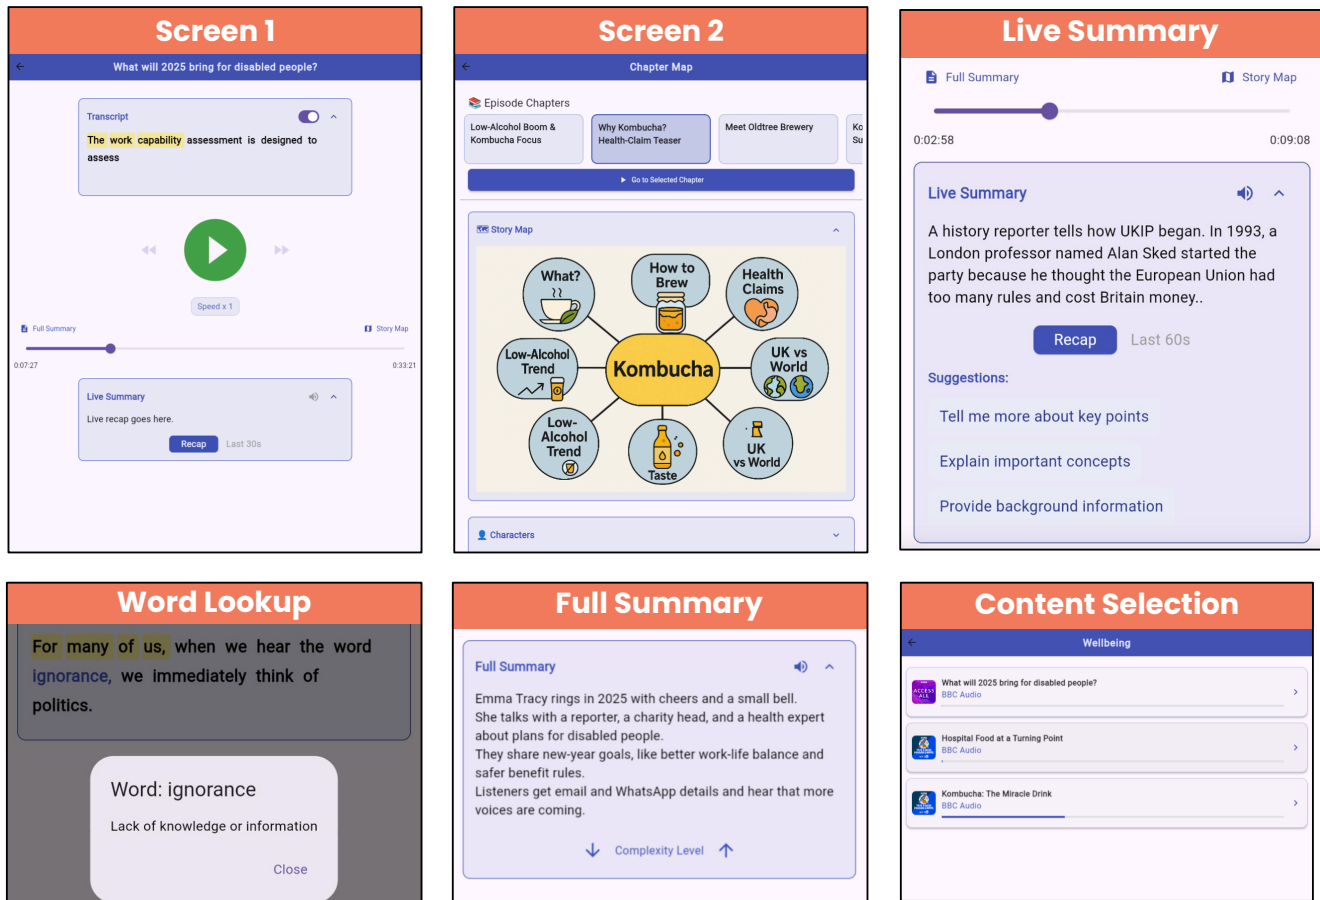 Screen 1
What will 2025 bring for disabled people?
Transcript
The work capability assessment is designed to
assess
Speed x 1
Full Summary
Story Map
0:07:27
0:33:21
Live Summary
Live recap goes here.
Recap
Last 30s
Screen 2
Chapter Map
Episode Chapters
Low-Alcohol Boom &
Kombucha Focus
Why Kombucha?
Health-Claim Teaser
Meet Oldtree Brewery
Ko
Su
Go to Selected Chapter
Story Map
What?
How to
Brew
Health
Claims
Low-Alcohol
Trend
Kombucha
UK vs
World
Low-
Alcohol
Trend
Taste
UK
vs World
Characters
Live Summary
Full Summary
Story Map
0:02:58
0:09:08
Live Summary
A history reporter tells how UKIP began. In 1993, a
London professor named Alan Sked started the
party because he thought the European Union had
too many rules and cost Britain money..
Recap
Last 60s
Suggestions:
Tell me more about key points
Explain important concepts
Provide background information
Word Lookup
For many of us, when we hear the word
ignorance, we immediately think of
politics.
Word: ignorance
Lack of knowledge or information
Close
Full Summary
Full Summary
Emma Tracy rings in 2025 with cheers and a small bell.
She talks with a reporter, a charity head, and a health expert
about plans for disabled people.
They share new-year goals, like better work-life balance and
safer benefit rules.
Listeners get email and WhatsApp details and hear that more
voices are coming.
Complexity Level
Content Selection
Wellbeing
ACCESS
ALL
What will 2025 bring for disabled people?
BBC Audio
Hospital Food at a Turning Point
BBC Audio
Kombucha: The Miracle Drink
BBC Audio